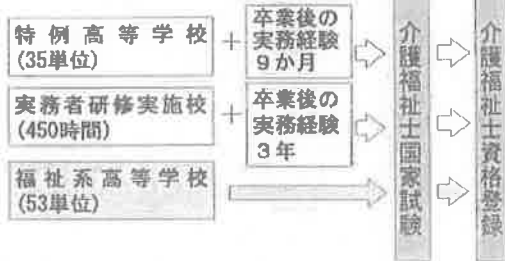 特例高等学校
(35単位)
+
卒業後の
実務経験
9か月
実務者研修実施校
(450時間)
+
卒業後の
実務経験
3年
福祉系高等学校
(53単位)
介護福祉士国家試験
介護福祉士資格登録